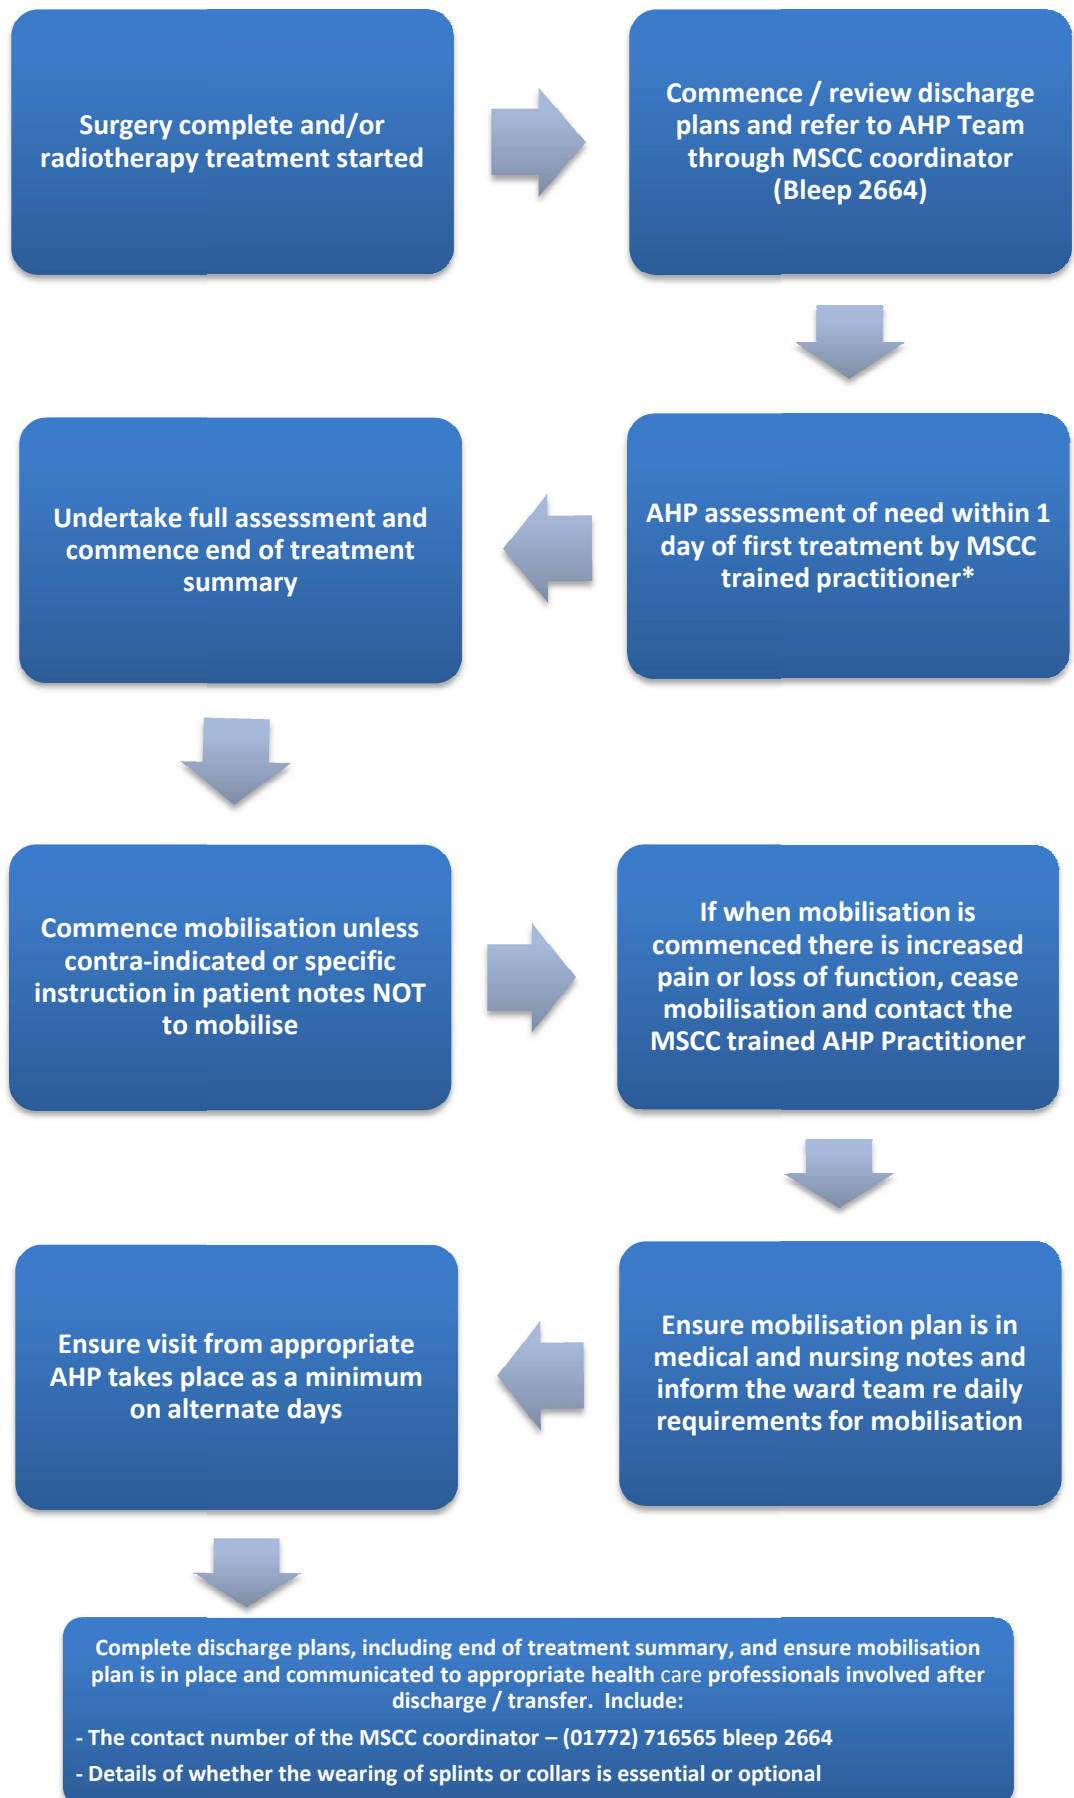 Surgery complete and/or
radiotherapy treatment started
Commence / review discharge
plans and refer to AHP Team
through MSCC coordinator
(Bleep 2664)
AHP assessment of need within 1
day of first treatment by MSCC
trained practitioner*
Undertake full assessment and
commence end of treatment
summary
Commence mobilisation unless
contra-indicated or specific
instruction in patient notes NOT
to mobilise
If when mobilisation is
commenced there is increased
pain or loss of function, cease
mobilisation and contact the
MSCC trained AHP Practitioner
Ensure mobilisation plan is in
medical and nursing notes and
inform the ward team re daily
requirements for mobilisation
Ensure visit from appropriate
AHP takes place as a minimum
on alternate days
Complete discharge plans, including end of treatment summary, and ensure mobilisation
plan is in place and communicated to appropriate health care professionals involved after
discharge / transfer.  Include:
- The contact number of the MSCC coordinator – (01772) 716565 bleep 2664
- Details of whether the wearing of splints or collars is essential or optional